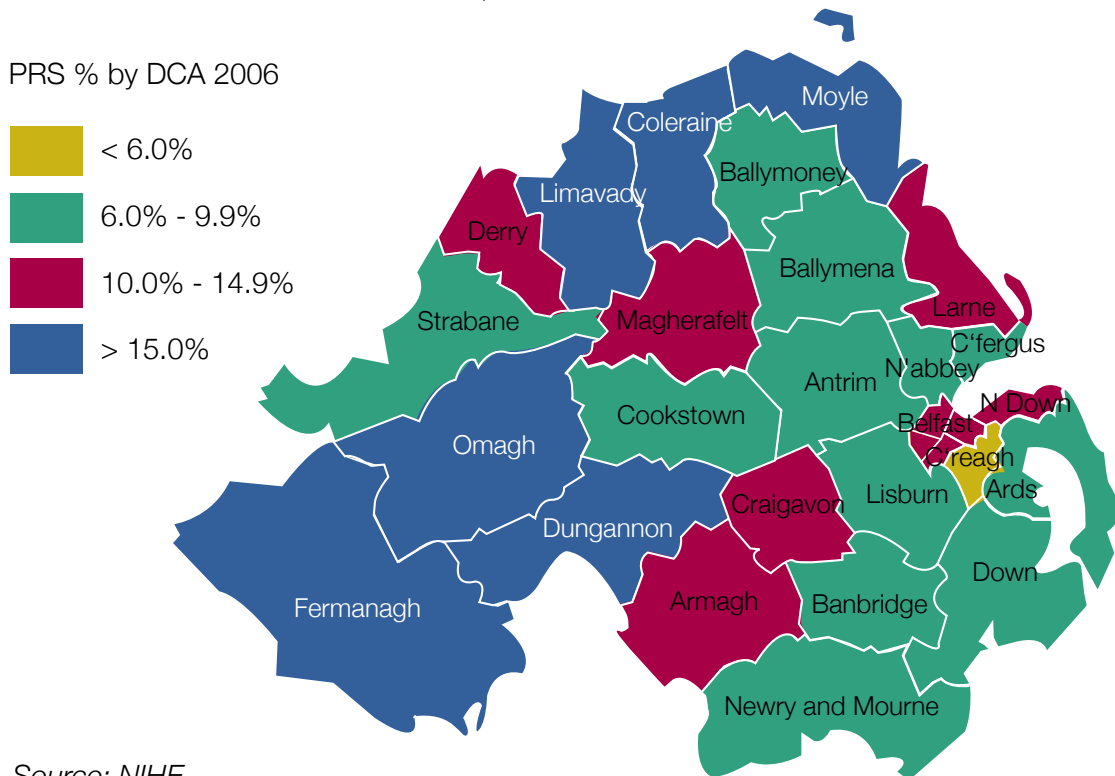 PRS % by DCA 2006
< 6.0%
6.0% - 9.9%
10.0% - 14.9%
> 15.0%
Moyle
Coleraine
Ballymoney
Limavady
Derry
Ballymena
Larne
Strabane
Magherafelt
C'fergus
N'abbey
Antrim
N Down
Cookstown
Belfast
Omagh
C'reagh
Ards
Lisburn
Craigavon
Dungannon
Down
Armagh
Banbridge
Fermanagh
Newry and Mourne
Source: NIHE